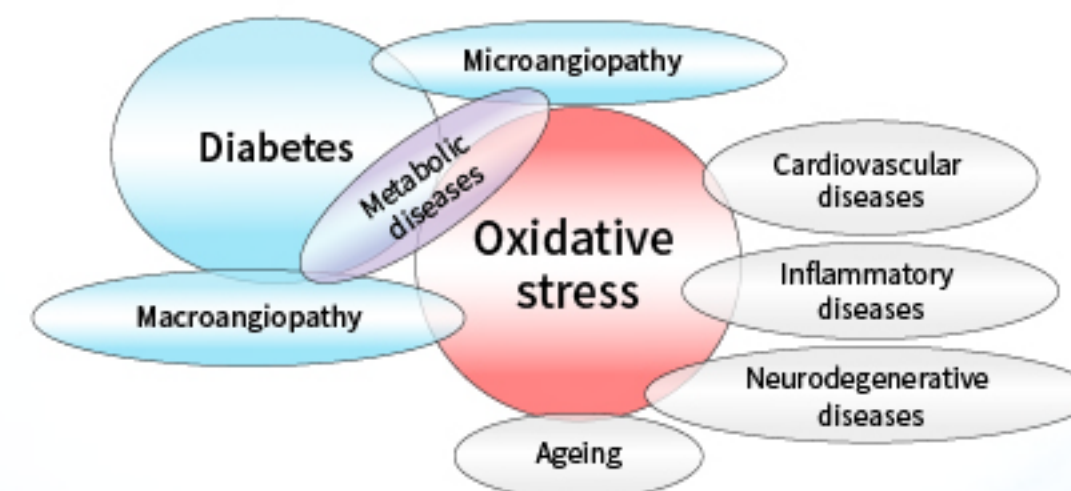 Microangiopathy
Diabetes
Metabolic
diseases
Cardiovascular
diseases
Oxidative
stress
Inflammatory
diseases
Macroangiopathy
Neurodegenerative
diseases
Ageing